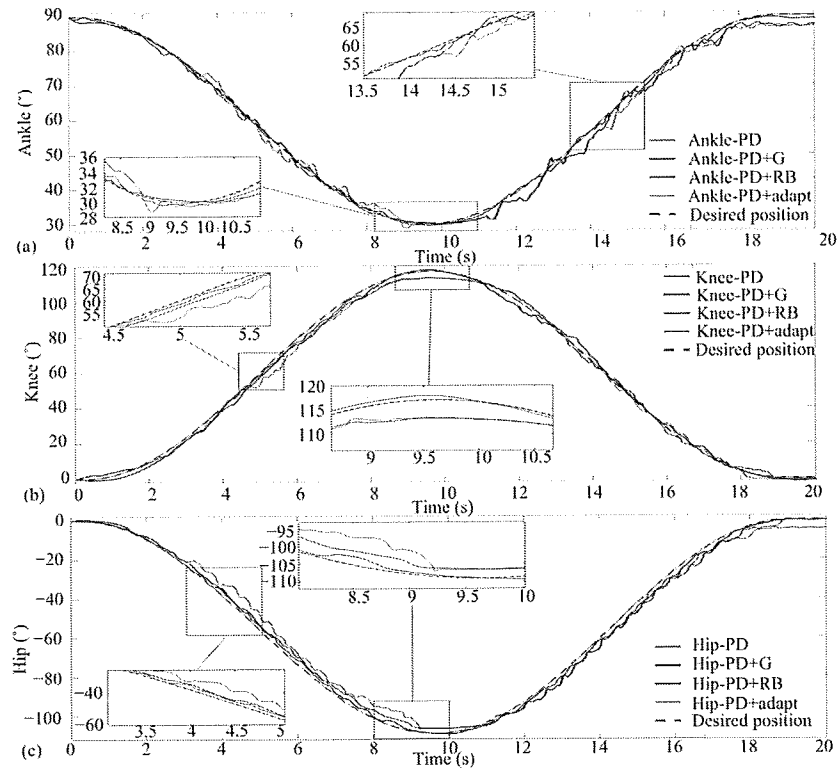 90
80
70
60
50
40
30
Ankle (°)
65
60
55
13.5 14 14.5 15
36
34
32
30
28
8.5 9 9.5 10 10.5
Ankle-PD
Ankle-PD+G
Ankle-PD+RB
Ankle-PD+adapt
Desired position
0 2 4 6 8 10 12 14 16 18 20
Time (s)
(a)
120
100
80
60
40
20
0
Knee (°)
70
65
60
55
4.5 5 5.5
120
115
110
9 9.5 10 10.5
Knee-PD
Knee-PD+G
Knee-PD+RB
Knee-PD+adapt
Desired position
0 2 4 6 8 10 12 14 16 18 20
Time (s)
(b)
0
−20
−40
−60
−80
−100
Hip (°)
−95
−100
−105
−110
8.5 9 9.5 10
−40
−60
3.5 4 4.5 5
Hip-PD
Hip-PD+G
Hip-PD+RB
Hip-PD+adapt
Desired position
0 2 4 6 8 10 12 14 16 18 20
Time (s)
(c)